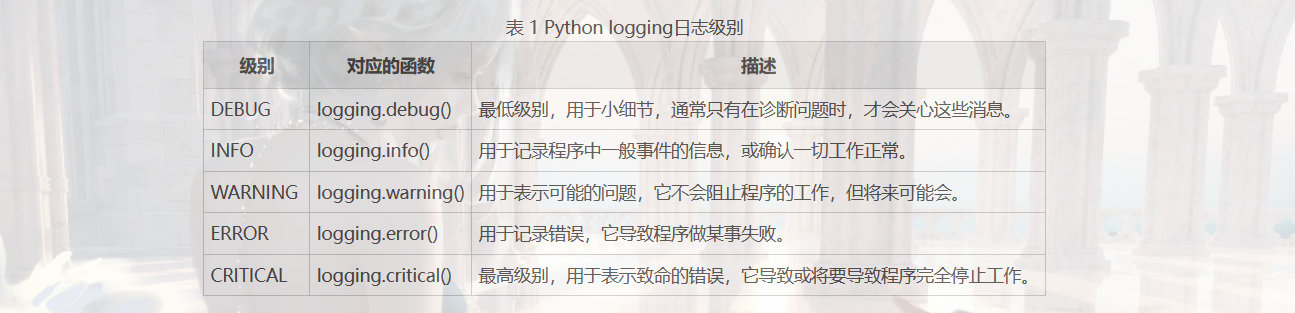 表 1 Python logging日志级别
级别 对应的函数 描述
DEBUG logging.debug() 最低级别，用于小细节，通常只有在诊断问题时，才会关心这些消息。
INFO logging.info() 用于记录程序中一般事件的信息，或确认一切工作正常。
WARNING logging.warning() 用于表示可能的问题，它不会阻止程序的工作，但将来可能会。
ERROR logging.error() 用于记录错误，它导致程序做某事失败。
CRITICAL logging.critical() 最高级别，用于表示致命的错误，它导致或将要导致程序完全停止工作。